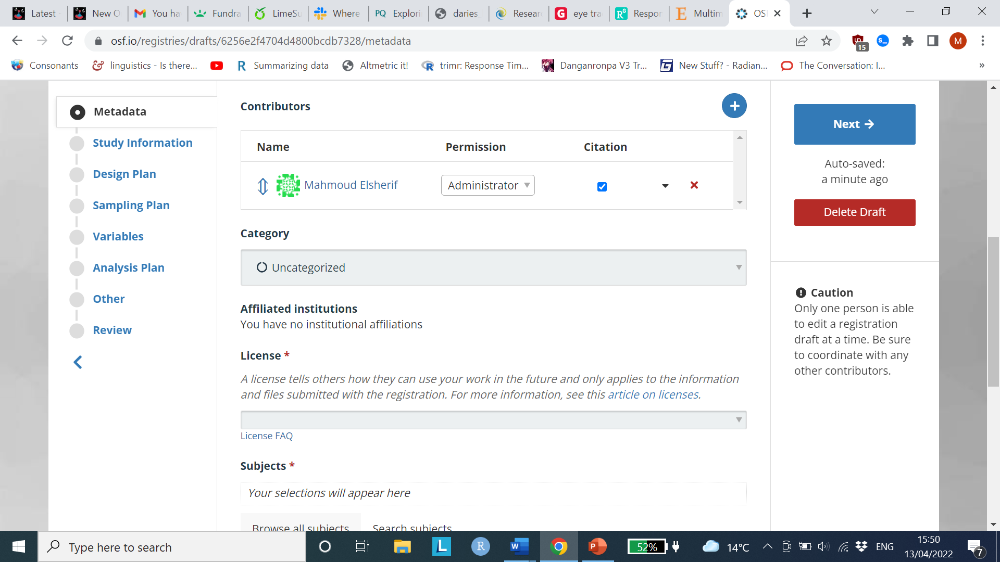 Latest
New O
You ha
Fundra
LimeSu
Where
PQ Explori
daries_
Resear
G eye tra
RG Respor
E Multim
OSI
osf.io/registries/drafts/6256e2f4704d4800bcdb7328/metadata
15
M
Consonants
linguistics - Is there...
R Summarizing data
Altmetric it!
trimr: Response Tim...
Danganronpa V3 Tr...
New Stuff? - Radian...
The Conversation: I...
»
Metadata
Study Information
Design Plan
Sampling Plan
Variables
Analysis Plan
Other
Review
Contributors
Name Permission Citation
Mahmoud Elsherif Administrator
Category
Uncategorized
Affiliated institutions
You have no institutional affiliations
License *
A license tells others how they can use your work in the future and only applies to the information
and files submitted with the registration. For more information, see this article on licenses.
License FAQ
Subjects *
Your selections will appear here
Browse all subjects Search subjects
Next
Auto-saved:
a minute ago
Delete Draft
Caution
Only one person is able
to edit a registration
draft at a time. Be sure
to coordinate with any
other contributors.
Type here to search
L
R
W
P
52%
14°C
ENG
15:50
13/04/2022
7